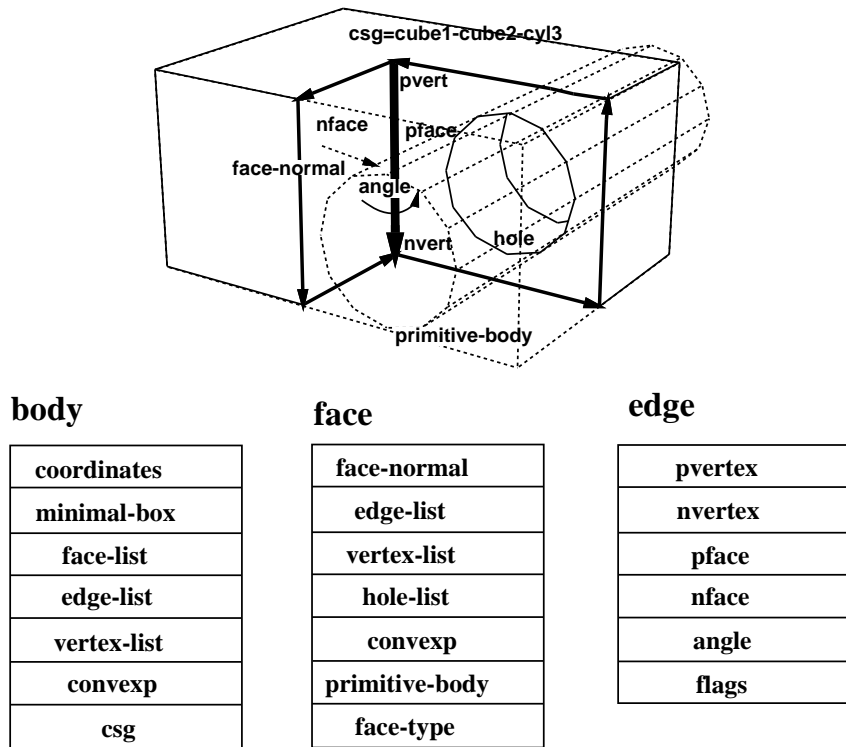 csg=cube1-cube2-cyl3
pvert
nface
pface
face-normal
angle
nvert
hole
primitive-body
body
face
edge
coordinates
minimal-box
face-list
edge-list
vertex-list
convexp
csg
face-normal
edge-list
vertex-list
hole-list
convexp
primitive-body
face-type
pvertex
nvertex
pface
nface
angle
flags